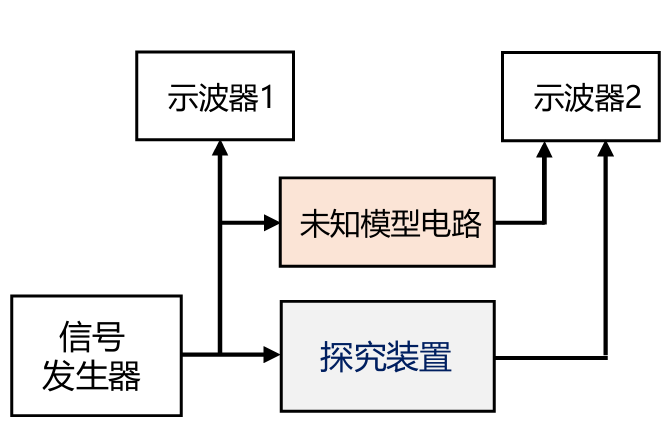 示波器1
示波器2
未知模型电路
信号
发生器
探究装置